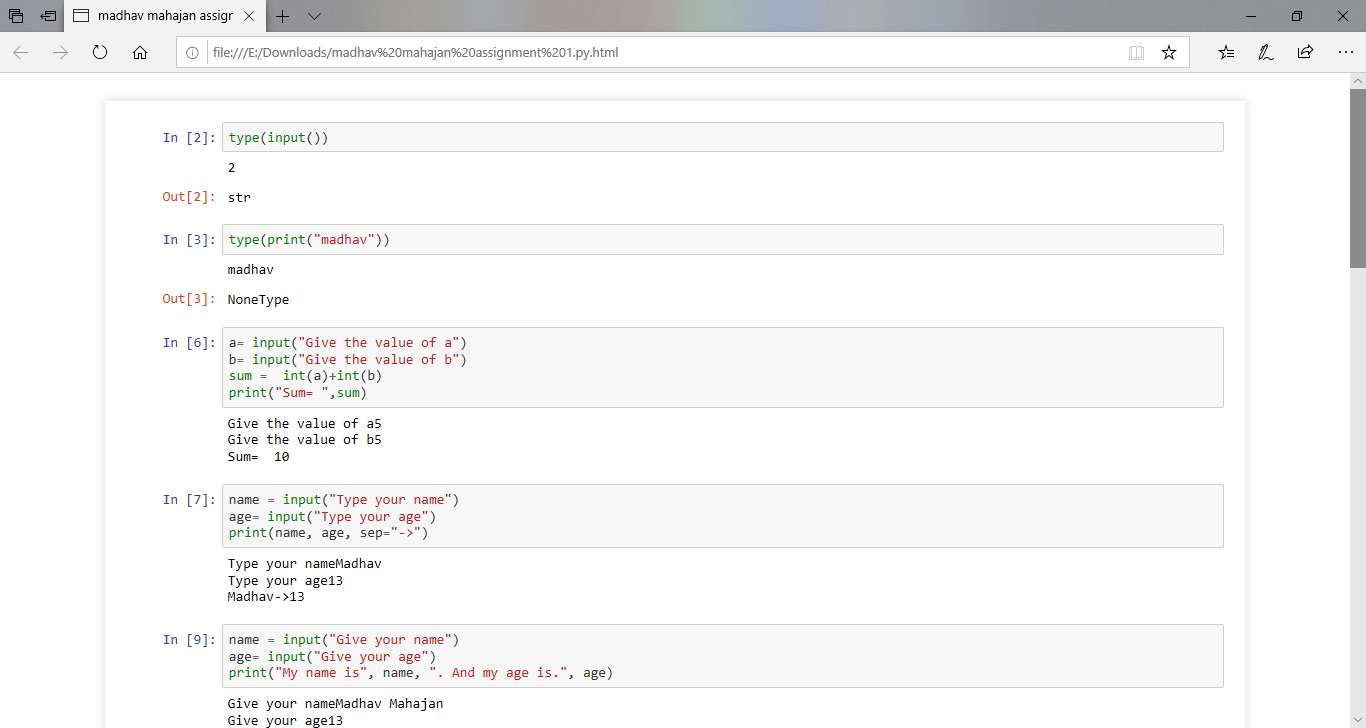 madhav mahajan assigr
file:///E:/Downloads/madhav%20mahajan%20assignment%201.py.html
In [2]: type(input())
2
Out[2]: str
In [3]: type(print("madhav"))
madhav
Out[3]: NoneType
In [6]: a= input("Give the value of a")
b= input("Give the value of b")
sum =  int(a)+int(b)
print("Sum= ",sum)
Give the value of a5
Give the value of b5
Sum=  10
In [7]: name = input("Type your name")
age= input("Type your age")
print(name, age, sep="->")
Type your nameMadhav
Type your age13
Madhav->13
In [9]: name = input("Give your name")
age= input("Give your age")
print("My name is", name, ". And my age is.", age)
Give your nameMadhav Mahajan
Give your age13